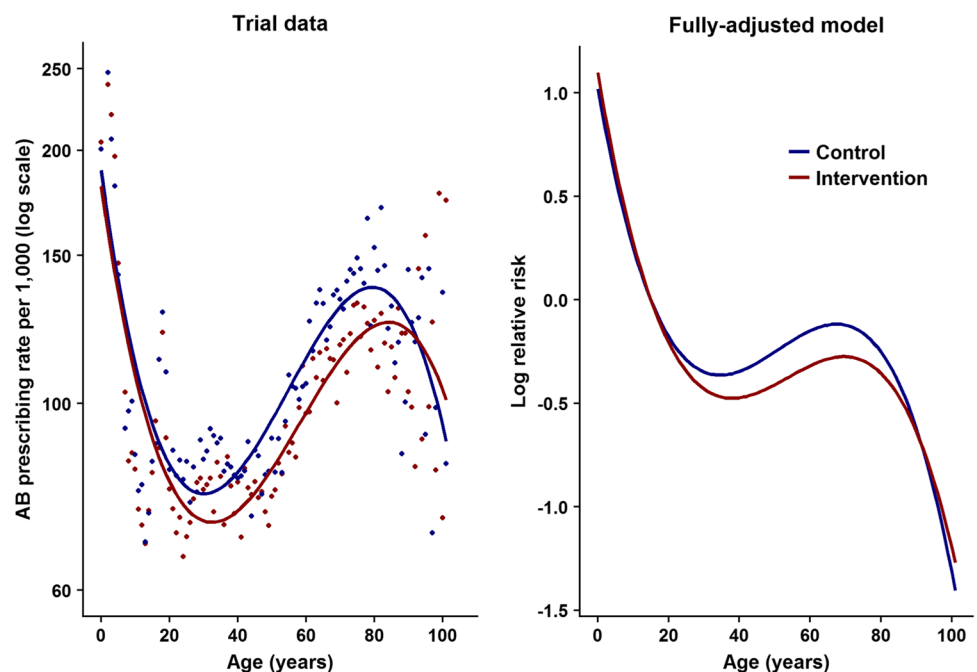 Trial data
AB prescribing rate per 1,000 (log scale)
250
200
150
100
60
0 20 40 60 80 100
Age (years)
Fully-adjusted model
Log relative risk
1.0
0.5
0.0
-0.5
-1.0
-1.5
Control
Intervention
0 20 40 60 80 100
Age (years)